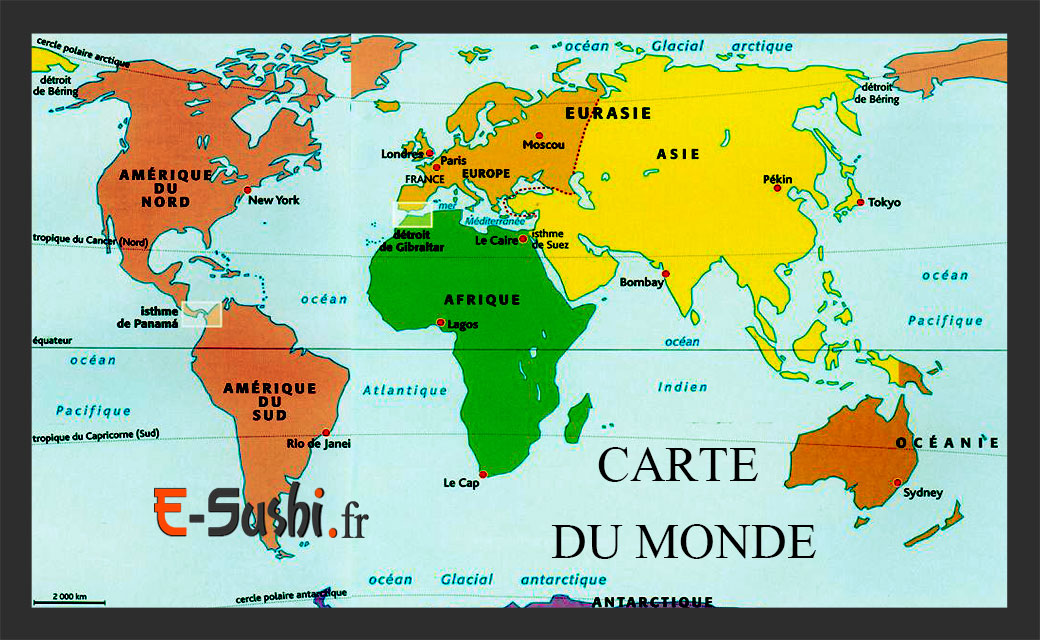 cercle polaire arctique
océan Glacial arctique
détroit
de Béring
détroit
de Béring
EURASIE
Moscou
ASIE
Londres
Paris
FRANCE
EUROPE
AMÉRIQUE
DU
NORD
New York
Pékin
Tokyo
mer
Méditerranée
détroit
de Gibraltar
Le Caire
isthme
de Suez
tropique du Cancer (Nord)
Bombay
océan
Pacifique
océan
AFRIQUE
Lagos
isthme
de Panamá
équateur
océan
Pacifique
océan
Indien
Atlantique
AMÉRIQUE
DU
SUD
tropique du Capricorne (Sud)
Rio de Janei
OCÉANIE
Le Cap
Sydney
CARTE
DU MONDE
E-Sushi.fr
océan Glacial antarctique
2 000 km
cercle polaire antarctique
ANTARCTIQUE